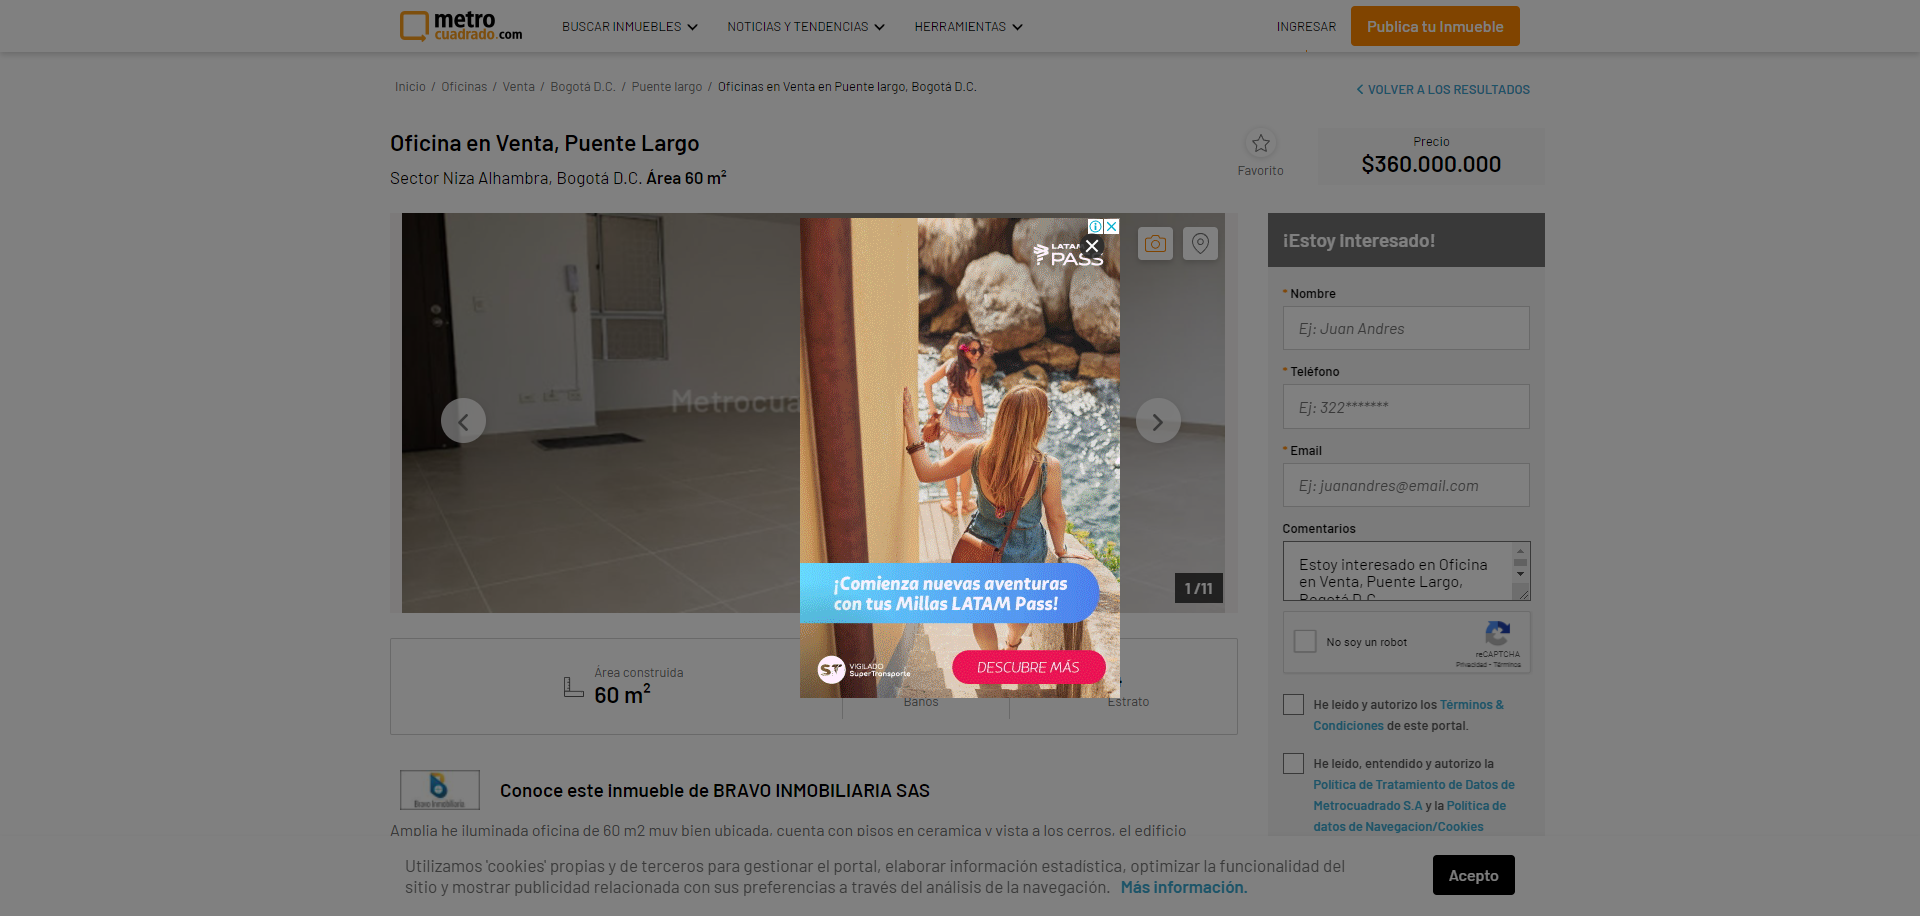 metro
cuadrado.com
BUSCAR INMUEBLES
NOTICIAS Y TENDENCIAS
HERRAMIENTAS
INGRESAR
Publica tu Inmueble
Inicio / Oficinas / Venta / Bogotá D.C. / Puente largo / Oficinas en Venta en Puente largo, Bogotá D.C.
VOLVER A LOS RESULTADOS
Oficina en Venta, Puente Largo
Sector Niza Alhambra, Bogotá D.C. Área 60 m²
Favorito
Precio
$360.000.000
Metrocua
LATAM
PASS
¡Comienza nuevas aventuras
con tus Millas LATAM Pass!
ST
VIGILADO
SuperTransporte
DESCUBRE MÁS
1 /11
¡Estoy Interesado!
* Nombre
Ej: Juan Andres
* Teléfono
Ej: 322*******
* Email
Ej: juanandres@email.com
Comentarios
Estoy interesado en Oficina
en Venta, Puente Largo,
Bogotá D.C.
No soy un robot
reCAPTCHA
Privacidad - Términos
He leído y autorizo los Términos &
Condiciones de este portal.
He leído, entendido y autorizo la
Política de Tratamiento de Datos de
Metrocuadrado S.A y la Política de
datos de Navegacion/Cookies
Área construida
60 m²
Baños
Estrato
Bravo Inmobiliaria
Conoce este inmueble de BRAVO INMOBILIARIA SAS
Amplia he iluminada oficina de 60 m2 muy bien ubicada, cuenta con pisos en ceramica y vista a los cerros, el edificio
Utilizamos 'cookies' propias y de terceros para gestionar el portal, elaborar información estadística, optimizar la funcionalidad del
sitio y mostrar publicidad relacionada con sus preferencias a través del análisis de la navegación. Más información.
Acepto